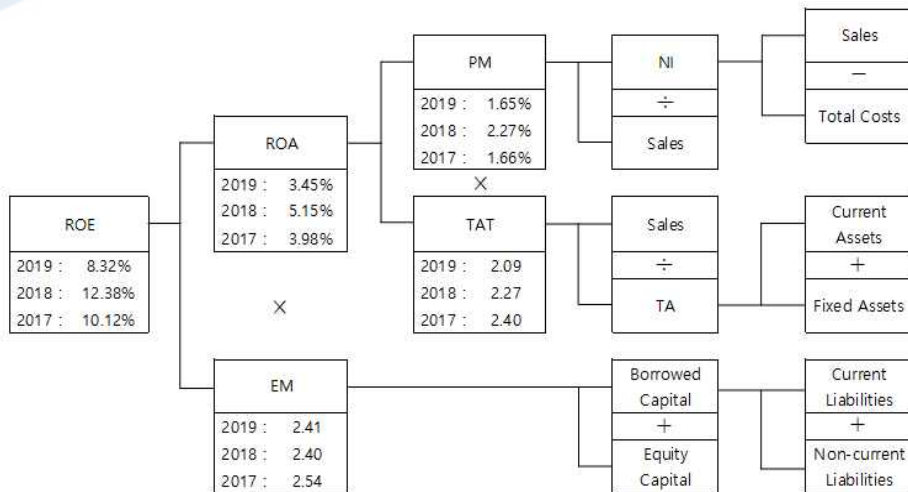 ROE
2019 : 8.32%
2018 : 12.38%
2017 : 10.12%
ROA
2019 : 3.45%
2018 : 5.15%
2017 : 3.98%
×
EM
2019 : 2.41
2018 : 2.40
2017 : 2.54
PM
2019 : 1.65%
2018 : 2.27%
2017 : 1.66%
×
TAT
2019 : 2.09
2018 : 2.27
2017 : 2.40
NI
÷
Sales
Sales
÷
TA
Borrowed
Capital
+
Equity
Capital
Sales
−
Total Costs
Current
Assets
+
Fixed Assets
Current
Liabilities
+
Non-current
Liabilities